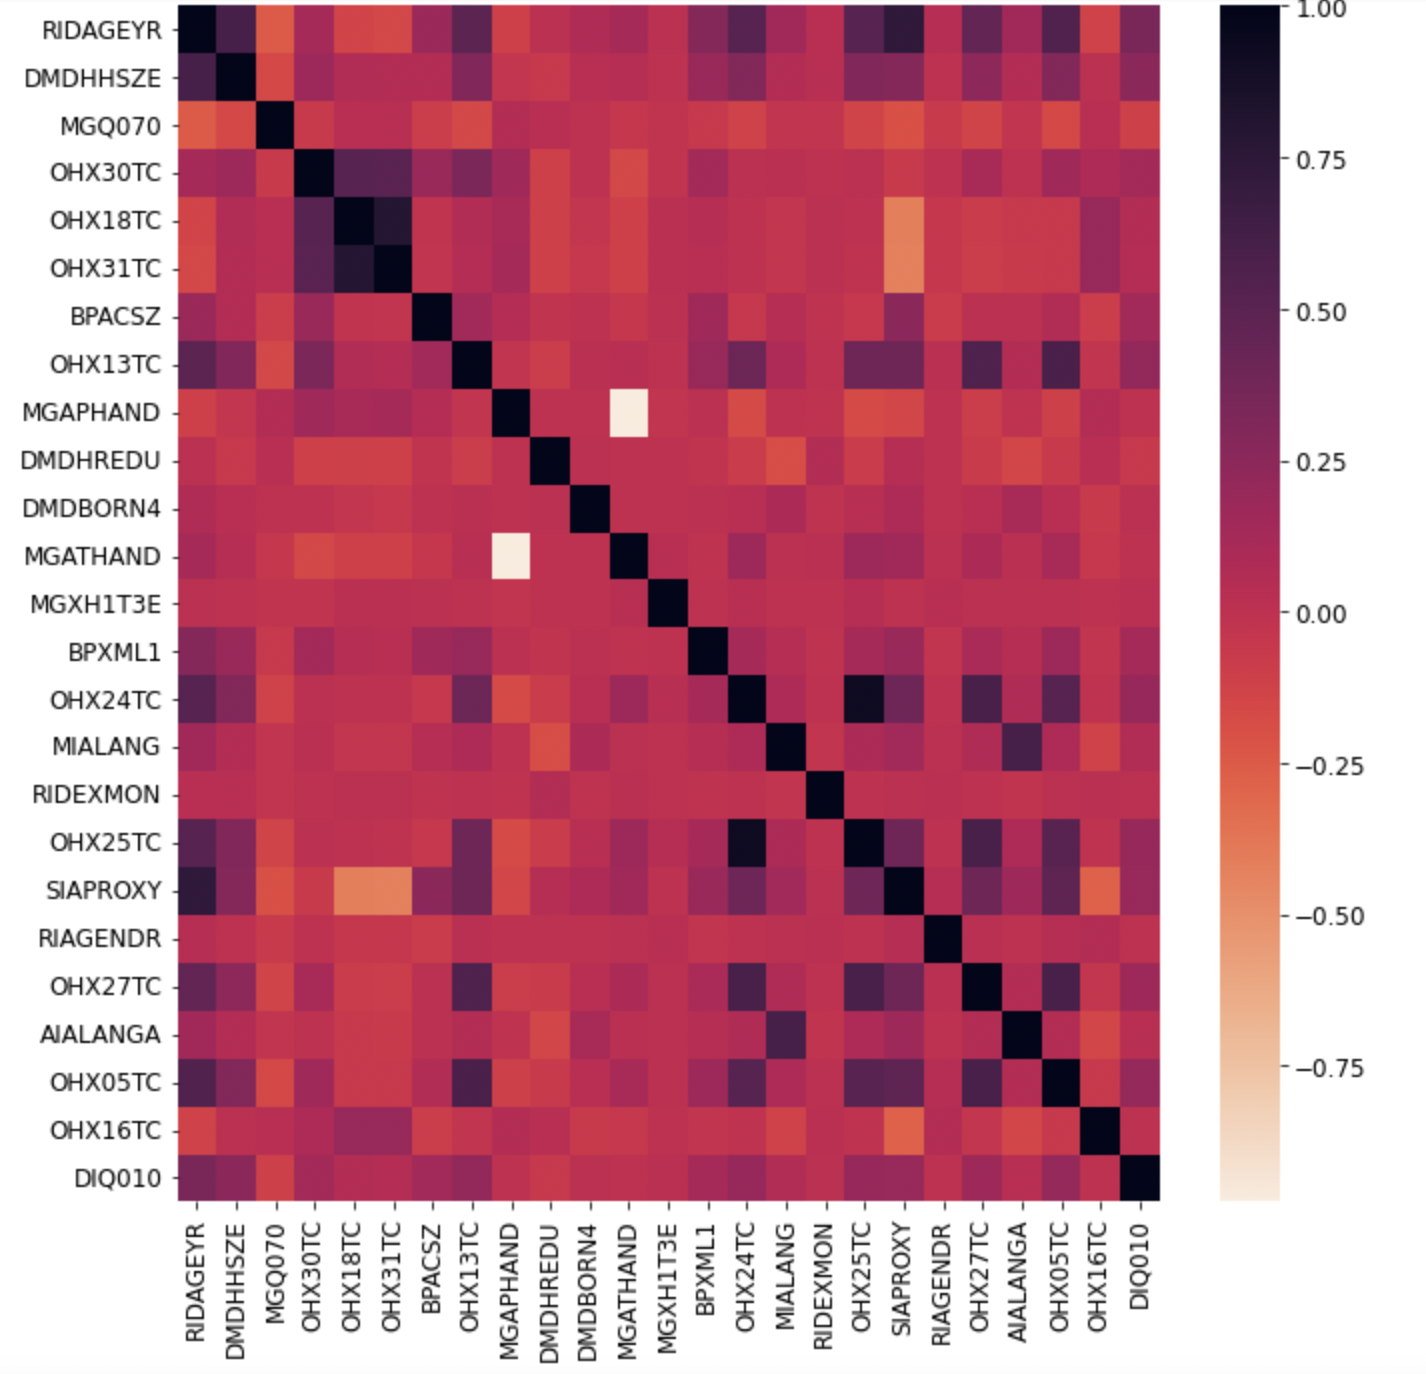 RIDAGEYR
DMDHHSZE
MGQ070
OHX30TC
OHX18TC
OHX31TC
BPACSZ
OHX13TC
MGAPHAND
DMDHREDU
DMDBORN4
MGATHAND
MGXH1T3E
BPXML1
OHX24TC
MIALANG
RIDEXMON
OHX25TC
SIAPROXY
RIAGENDR
OHX27TC
AIALANGA
OHX05TC
OHX16TC
DIQ010
RIDAGEYR
DMDHHSZE
MGQ070
OHX30TC
OHX18TC
OHX31TC
BPACSZ
OHX13TC
MGAPHAND
DMDHREDU
DMDBORN4
MGATHAND
MGXH1T3E
BPXML1
OHX24TC
MIALANG
RIDEXMON
OHX25TC
SIAPROXY
RIAGENDR
OHX27TC
AIALANGA
OHX05TC
OHX16TC
DIQ010
1.00
0.75
0.50
0.25
0.00
−0.25
−0.50
−0.75